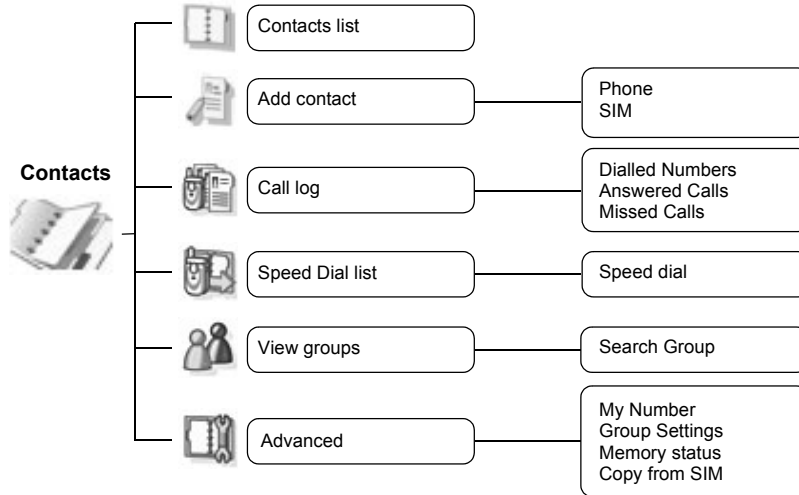 Contacts
Contacts list
Add contact
Phone
SIM
Call log
Dialled Numbers
Answered Calls
Missed Calls
Speed Dial list
Speed dial
View groups
Search Group
Advanced
My Number
Group Settings
Memory status
Copy from SIM